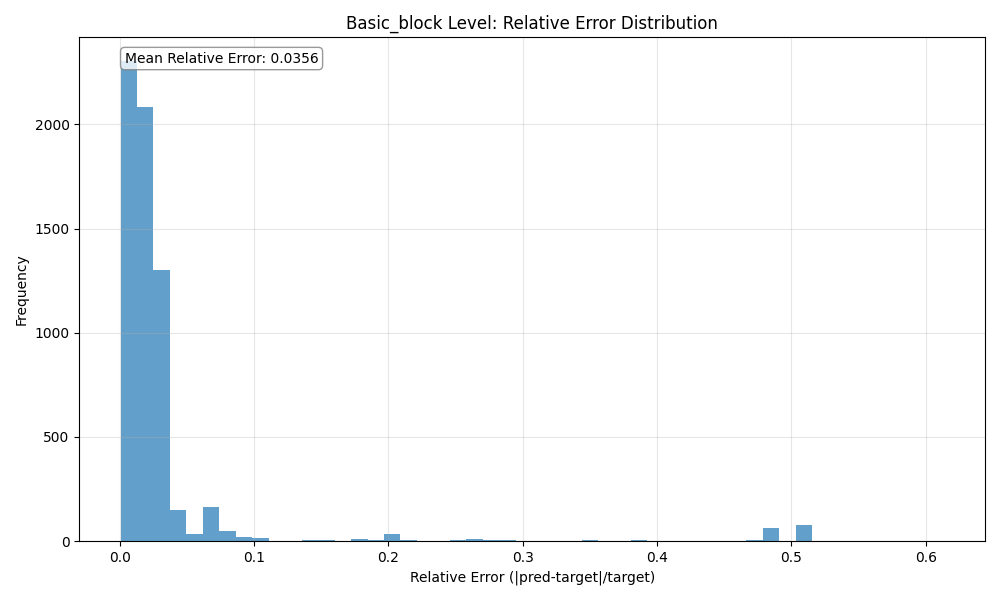 Basic_block Level: Relative Error Distribution
Mean Relative Error: 0.0356
2000
1500
1000
500
0
Frequency
0.0 0.1 0.2 0.3 0.4 0.5 0.6
Relative Error (|pred-target|/target)